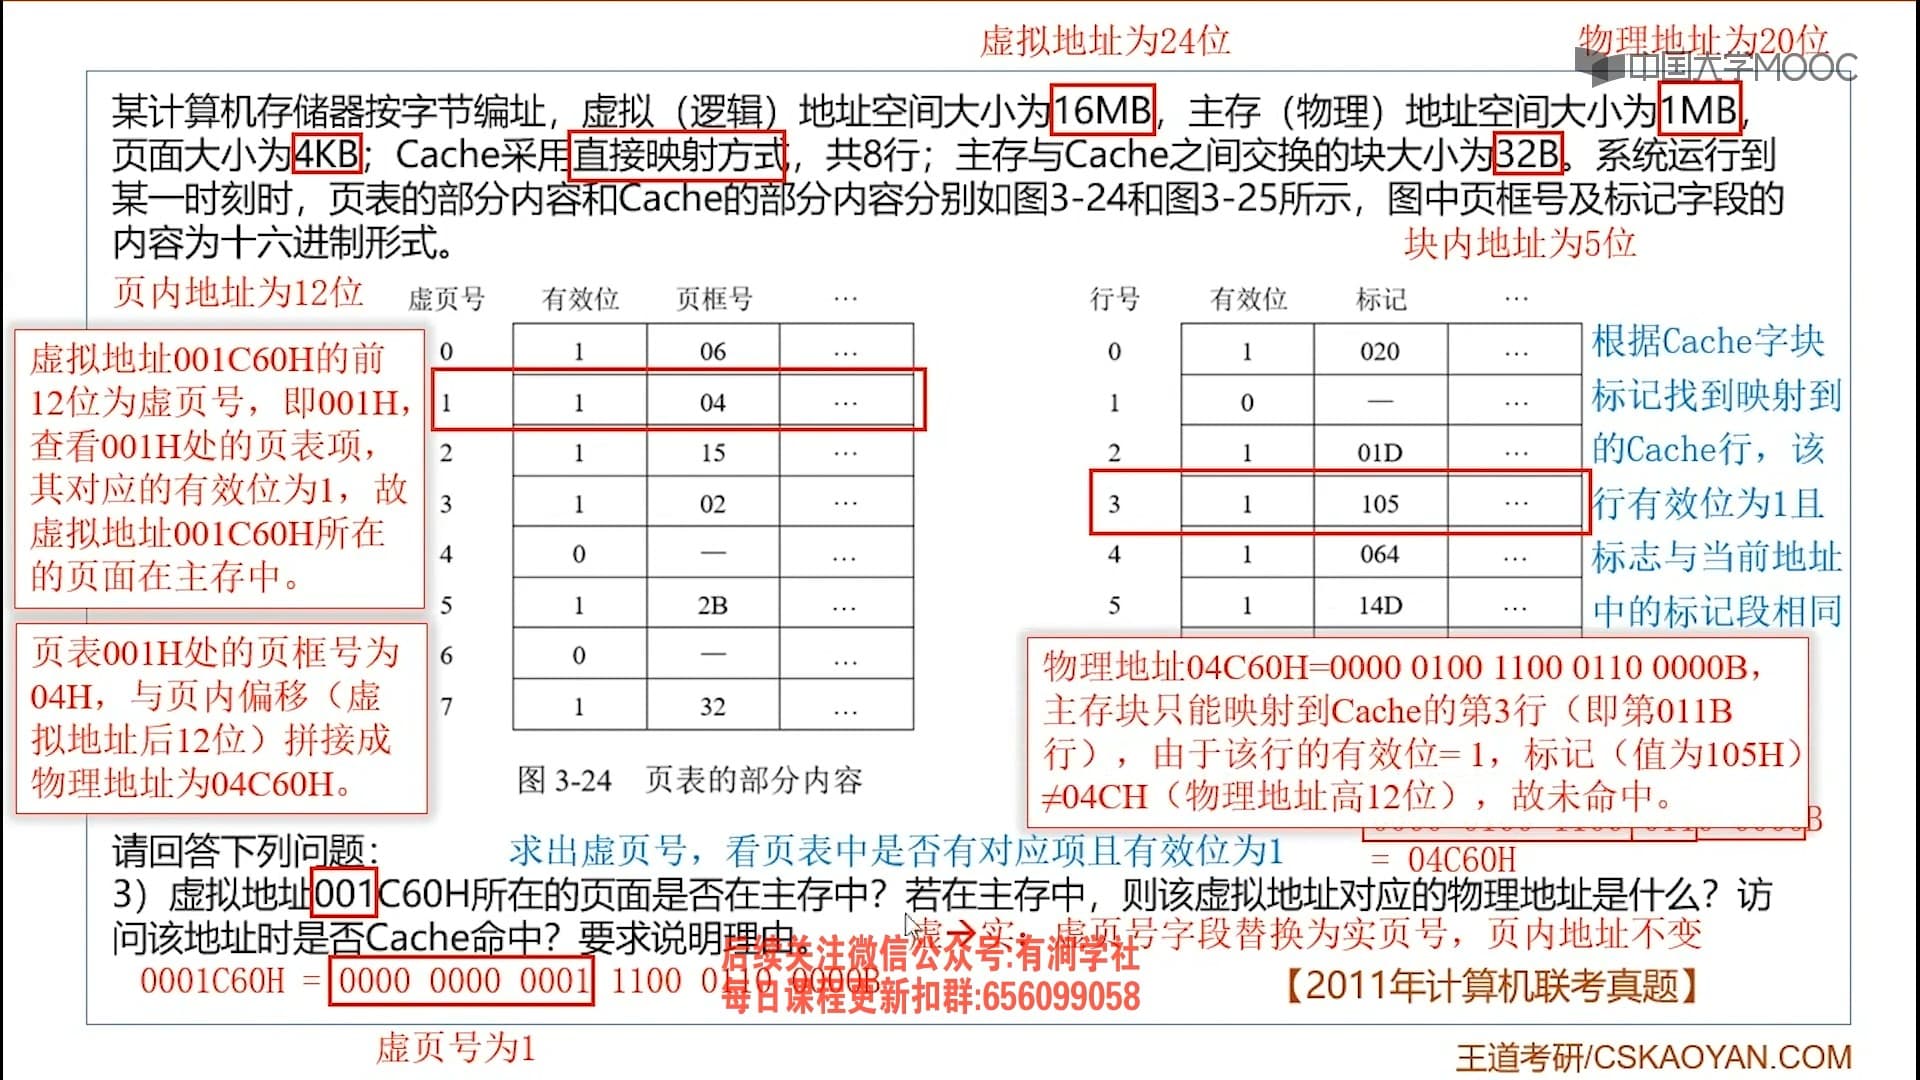 虚拟地址为24位
物理地址为20位
中国大学MOOC
某计算机存储器按字节编址，虚拟（逻辑）地址空间大小为16MB，主存（物理）地址空间大小为1MB，
页面大小为4KB；Cache采用直接映射方式，共8行；主存与Cache之间交换的块大小为32B。系统运行到
某一时刻时，页表的部分内容和Cache的部分内容分别如图3-24和图3-25所示，图中页框号及标记字段的
内容为十六进制形式。
块内地址为5位
页内地址为12位
虚页号 有效位 页框号 …
0 1 06 …
1 1 04 …
2 1 15 …
3 1 02 …
4 0 — …
5 1 2B …
6 0 — …
7 1 32 …
图 3-24 页表的部分内容
行号 有效位 标记 …
0 1 020 …
1 0 — …
2 1 01D …
3 1 105 …
4 1 064 …
5 1 14D …
虚拟地址001C60H的前
12位为虚页号，即001H，
查看001H处的页表项，
其对应的有效位为1，故
虚拟地址001C60H所在
的页面在主存中。
页表001H处的页框号为
04H，与页内偏移（虚
拟地址后12位）拼接成
物理地址为04C60H。
根据Cache字块
标记找到映射到
的Cache行，该
行有效位为1且
标志与当前地址
中的标记段相同
物理地址04C60H=0000 0100 1100 0110 0000B，
主存块只能映射到Cache的第3行（即第011B
行），由于该行的有效位= 1，标记（值为105H）
≠04CH（物理地址高12位），故未命中。
= 04C60H
请回答下列问题：
求出虚页号，看页表中是否有对应项且有效位为1
3）虚拟地址001C60H所在的页面是否在主存中？若在主存中，则该虚拟地址对应的物理地址是什么？访
问该地址时是否Cache命中？要求说明理由。
虚→实：虚页号字段替换为实页号，页内地址不变
后续关注微信公众号:有涧学社
每日课程更新扣群:656099058
0001C60H = 0000 0000 0001 1100 0110 0000B
【2011年计算机联考真题】
虚页号为1
王道考研/CSKAOYAN.COM